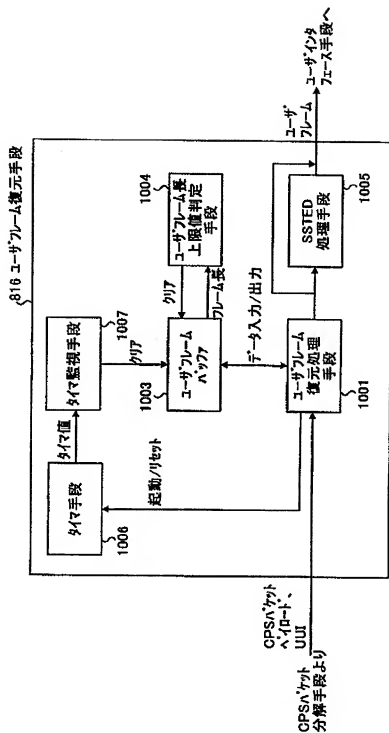 816 ユーザフレーム復元手段
タイマ手段
1006
タイマ値
タイマ監視手段
1007
クリア
起動/リセット
ユーザフレーム
バッファ
1003
クリア
フレーム長
ユーザフレーム長
上限値判定
手段
1004
データ入力/出力
ユーザフレーム
復元処理
手段
1001
SSTED
処理手段
1005
ユーザ
フレーム
ユーザインタ
フェース手段へ
CPSパケット
ペイロード、
UUI
CPSパケット
分解手段より